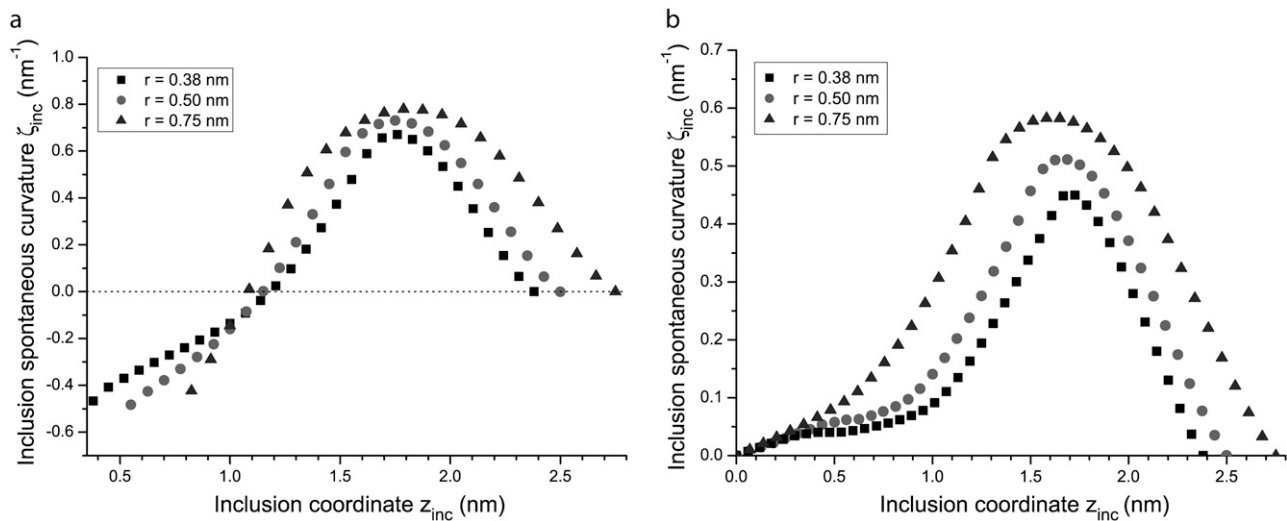 a
Inclusion spontaneous curvature ζinc (nm-1)
1.0
0.8
0.6
0.4
0.2
0.0
-0.2
-0.4
-0.6
r = 0.38 nm
r = 0.50 nm
r = 0.75 nm
0.5
1.0
1.5
2.0
2.5
Inclusion coordinate zinc (nm)
b
Inclusion spontaneous curvature ζinc (nm-1)
0.7
0.6
0.5
0.4
0.3
0.2
0.1
0.0
r = 0.38 nm
r = 0.50 nm
r = 0.75 nm
0.0
0.5
1.0
1.5
2.0
2.5
Inclusion coordinate zinc (nm)